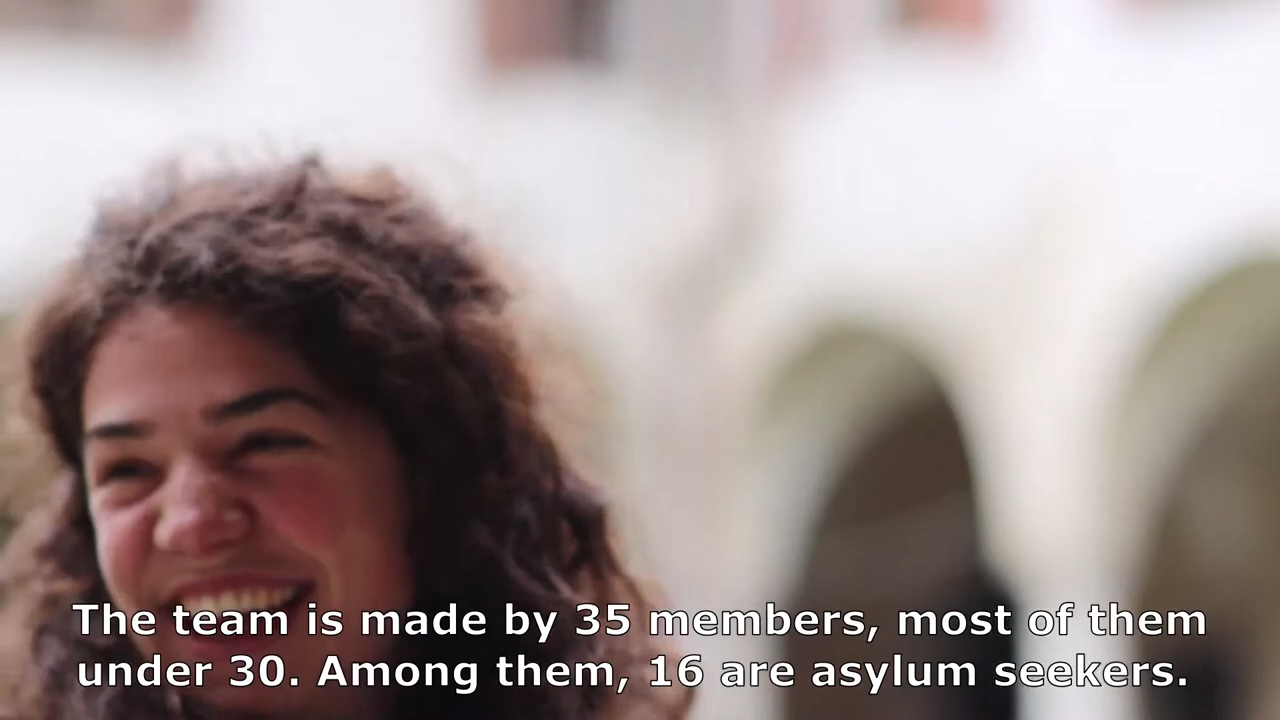 The team is made by 35 members, most of them
under 30. Among them, 16 are asylum seekers.